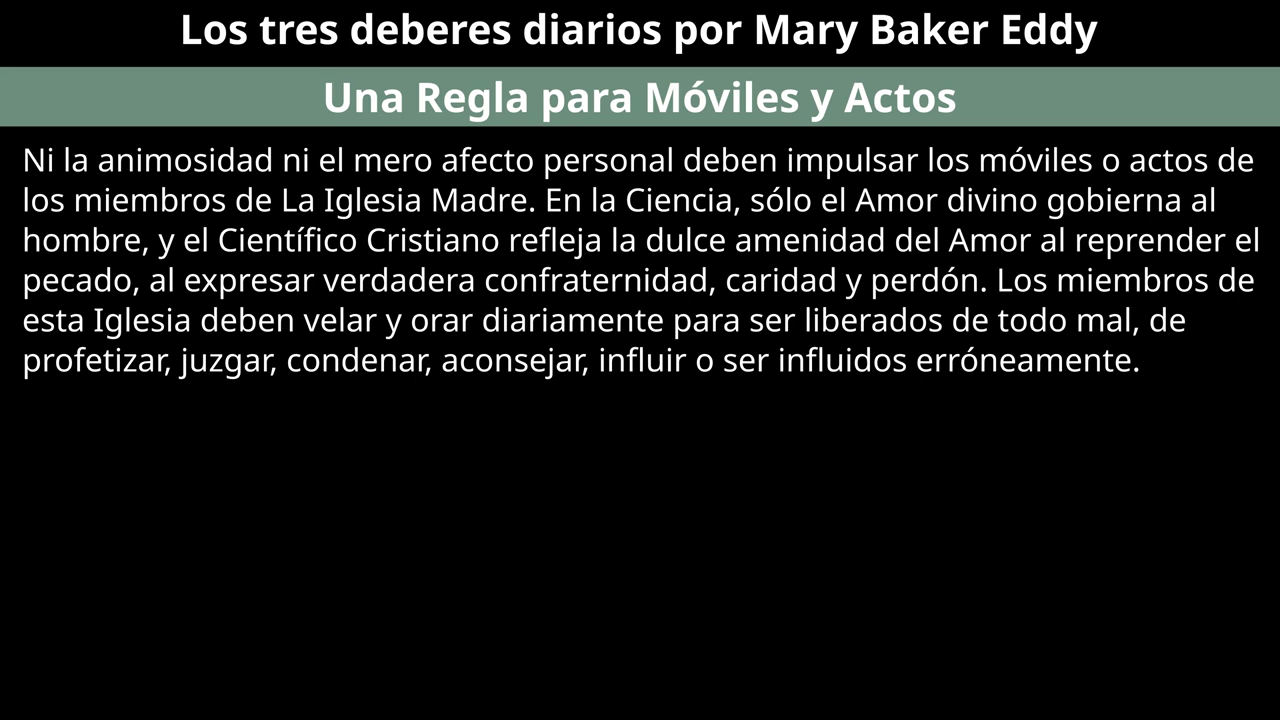 Los tres deberes diarios por Mary Baker Eddy
Una Regla para Móviles y Actos
Ni la animosidad ni el mero afecto personal deben impulsar los móviles o actos de
los miembros de La Iglesia Madre. En la Ciencia, sólo el Amor divino gobierna al
hombre, y el Científico Cristiano refleja la dulce amenidad del Amor al reprender el
pecado, al expresar verdadera confraternidad, caridad y perdón. Los miembros de
esta Iglesia deben velar y orar diariamente para ser liberados de todo mal, de
profetizar, juzgar, condenar, aconsejar, influir o ser influidos erróneamente.